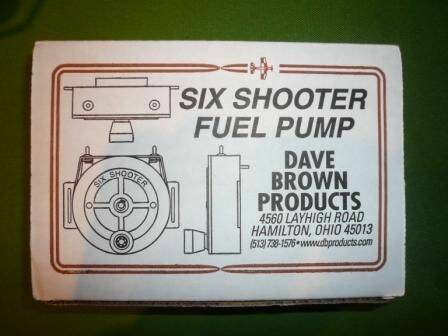 SIX SHOOTER
FUEL PUMP
DAVE
BROWN
PRODUCTS
4560 LAYHIGH ROAD
HAMILTON, OHIO 45013
(513) 738-1576 • www.dbproducts.com
SIX SHOOTER